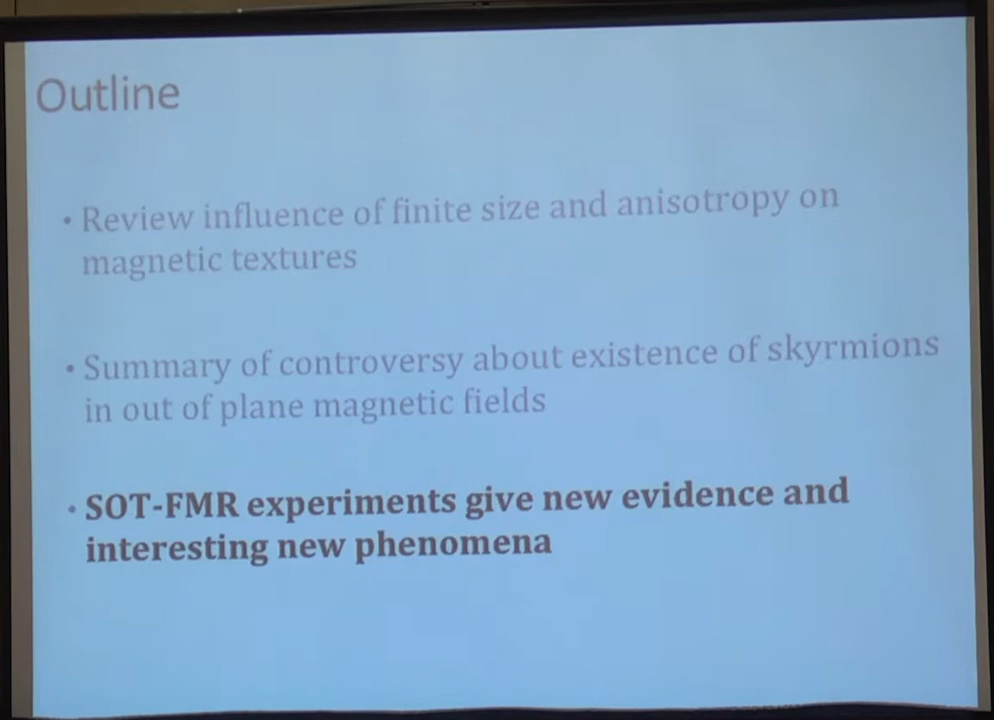 Outline
• Review influence of finite size and anisotropy on
magnetic textures
• Summary of controversy about existence of skyrmions
in out of plane magnetic fields
• SOT-FMR experiments give new evidence and
interesting new phenomena